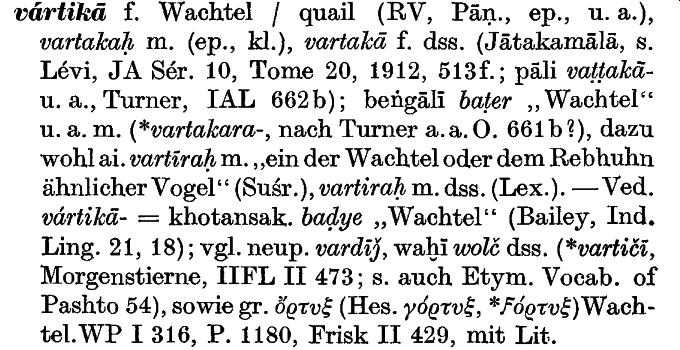 vártikā f. Wachtel / quail (RV, Pāṇ., ep., u. a.),
vartakaḥ m. (ep., kl.), vartakā f. dss. (Jātakamālā, s.
Lévi, JA Sér. 10, Tome 20, 1912, 513f.; pāli vaṭṭakā-
u. a., Turner, IAL 662b); beṅgālī baṭer „Wachtel“
u. a. m. (*vartakara-, nach Turner a. a. O. 661b?), dazu
wohl ai. vartīraḥ m. „ein der Wachtel oder dem Rebhuhn
ähnlicher Vogel“ (Suśr.), vartiraḥ m. dss. (Lex.). — Ved.
vártikā- = khotansak. baḍye „Wachtel“ (Bailey, Ind.
Ling. 21, 18); vgl. neup. vardīǰ, waḫī wolč dss. (*vartičī,
Morgenstierne, IIFL II 473; s. auch Etym. Vocab. of
Pashto 54), sowie gr. ὄρτυξ (Hes. γόρτυξ, *ϝόρτυξ) Wach-
tel. WP I 316, P. 1180, Frisk II 429, mit Lit.